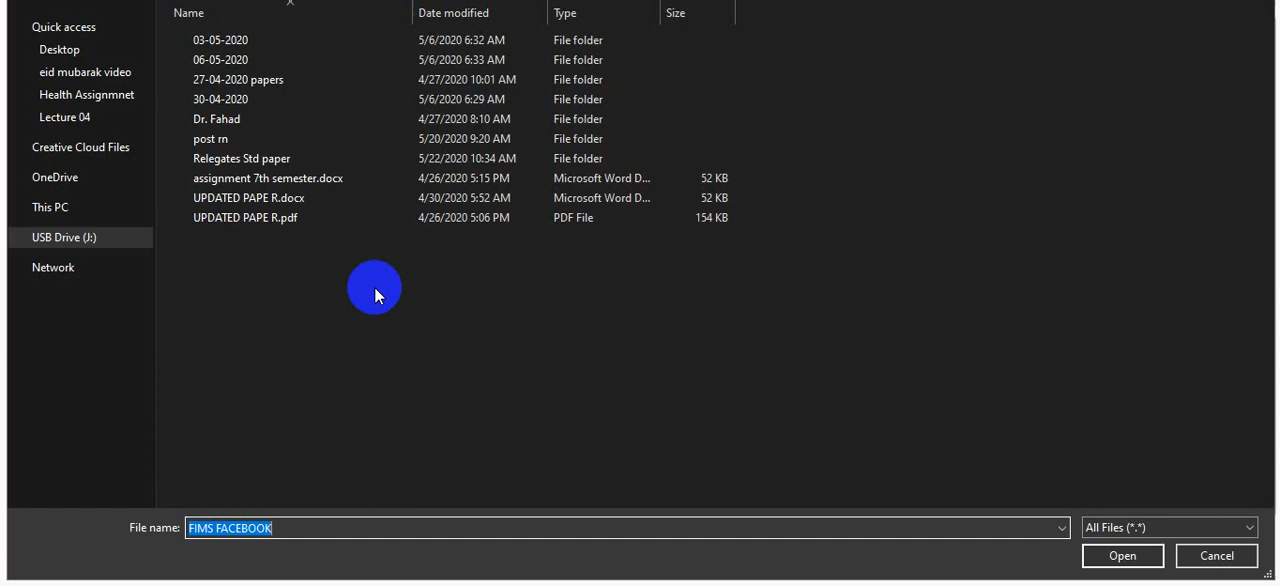 Name Date modified Type Size
Quick access
Desktop
eid mubarak video
Health Assignmnet
Lecture 04
Creative Cloud Files
OneDrive
This PC
USB Drive (J:)
Network
03-05-2020 5/6/2020 6:32 AM File folder
06-05-2020 5/6/2020 6:33 AM File folder
27-04-2020 papers 4/27/2020 10:01 AM File folder
30-04-2020 5/6/2020 6:29 AM File folder
Dr. Fahad 4/27/2020 8:10 AM File folder
post rn 5/20/2020 9:20 AM File folder
Relegates Std paper 5/22/2020 10:34 AM File folder
assignment 7th semester.docx 4/26/2020 5:15 PM Microsoft Word D... 52 KB
UPDATED PAPE R.docx 4/30/2020 5:52 AM Microsoft Word D... 52 KB
UPDATED PAPE R.pdf 4/26/2020 5:06 PM PDF File 154 KB
File name: FIMS FACEBOOK All Files (*.*)
Open Cancel